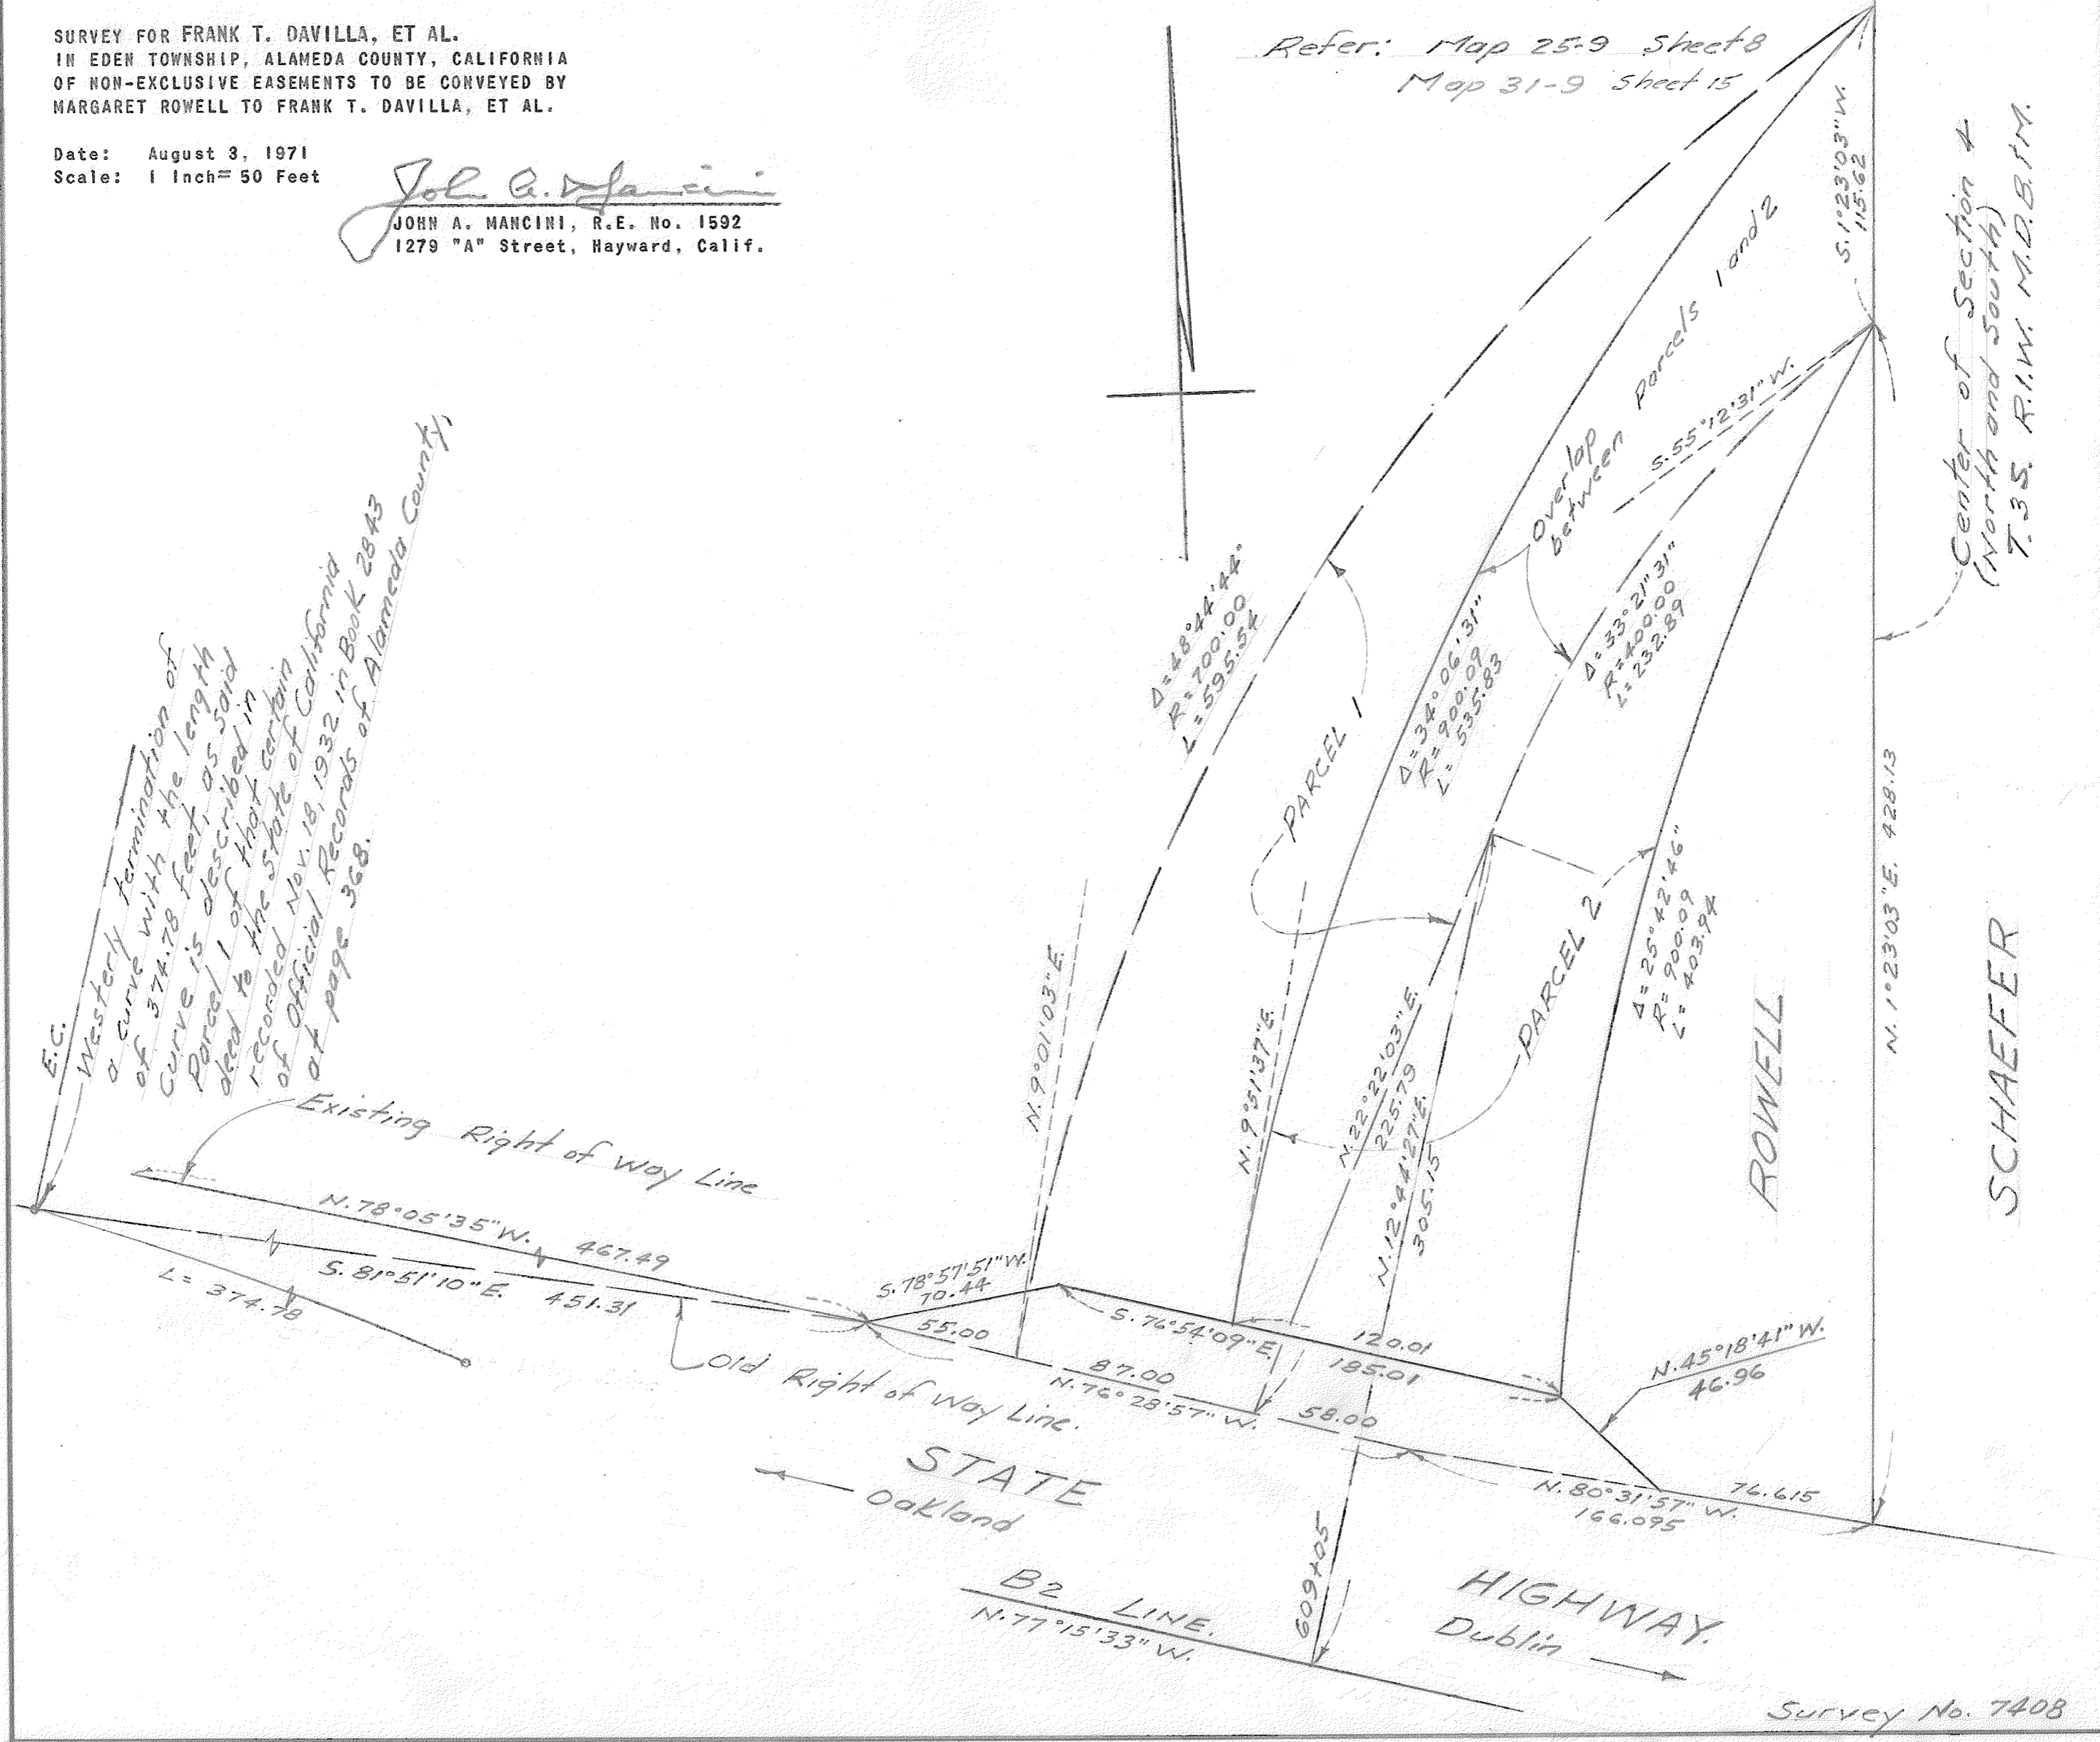 SURVEY FOR FRANK T. DAVILLA, ET AL.
IN EDEN TOWNSHIP, ALAMEDA COUNTY, CALIFORNIA
OF NON-EXCLUSIVE EASEMENTS TO BE CONVEYED BY
MARGARET ROWELL TO FRANK T. DAVILLA, ET AL.
Date: August 3, 1971
Scale: 1 Inch= 50 Feet
John A. Mancini
JOHN A. MANCINI, R.E. No. 1592
1279 "A" Street, Hayward, Calif.
Refer: Map 25-9 Sheet 8
Map 31-9 Sheet 15
S.1°23'03"W.
115.62
Center of Section 4
(North and South)
T.3S. R.1.W. M.D.B.&M.
Overlap
between parcels 1 and 2
S.55°12'31"W.
Δ=48°44'44"
R=700.00
L=595.54
Δ=34°06'31"
R=900.09
L=535.83
Δ=33°21'31"
R=400.00
L=232.89
PARCEL 1
PARCEL 2
Δ=25°42'46"
R=900.09
L=403.94
N.1°23'03"E. 428.13
ROWELL
SCHAEFER
E.C.
Westerly termination of
a curve with the length
of 374.78 feet, as said
curve is described in
Parcel 1 of that certain
deed to the State of California
recorded Nov. 18, 1932 in Book 2843
of Official Records of Alameda County,
at page 368.
N.9°01'03"E.
N.9°51'37"E.
N.22°22'03"E.
225.79
N.12°44'27"E.
305.15
Existing Right of Way Line
N.78°05'35"W. 467.49
S.81°51'10"E. 451.31
L= 374.78
S.78°57'51"W.
70.44
55.00
S.76°54'09"E.
120.01
185.01
87.00
N.76°28'57"W.
58.00
N.45°18'41"W.
46.96
Old Right of Way Line.
N.80°31'57"W.
166.095
76.615
STATE
Oakland
B2 LINE.
N.77°15'33"W.
609+05
HIGHWAY.
Dublin
Survey No. 7408